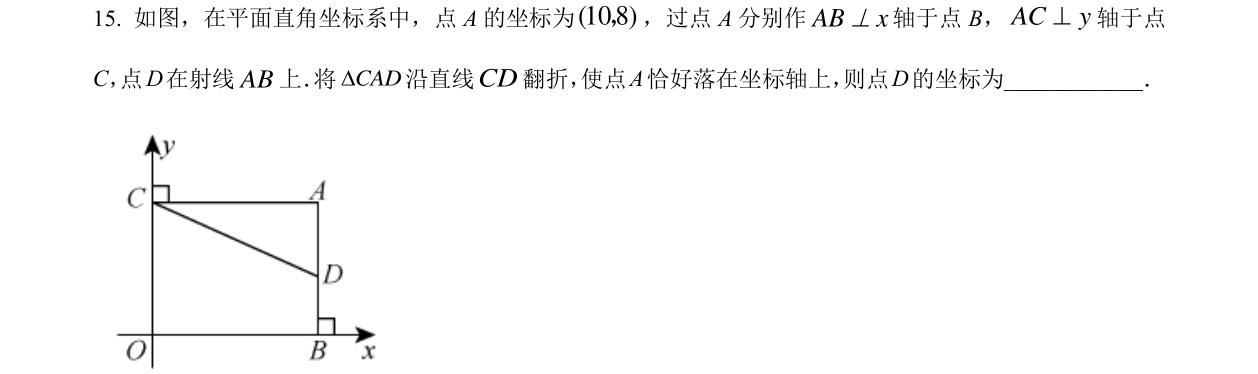 15. 如图，在平面直角坐标系中，点 A 的坐标为(10,8)，过点 A 分别作 AB ⊥ x 轴于点 B， AC ⊥ y 轴于点
C,点 D 在射线 AB 上.将 ΔCAD 沿直线 CD 翻折,使点 A 恰好落在坐标轴上,则点 D 的坐标为____________.
y
C
A
D
O
B
x